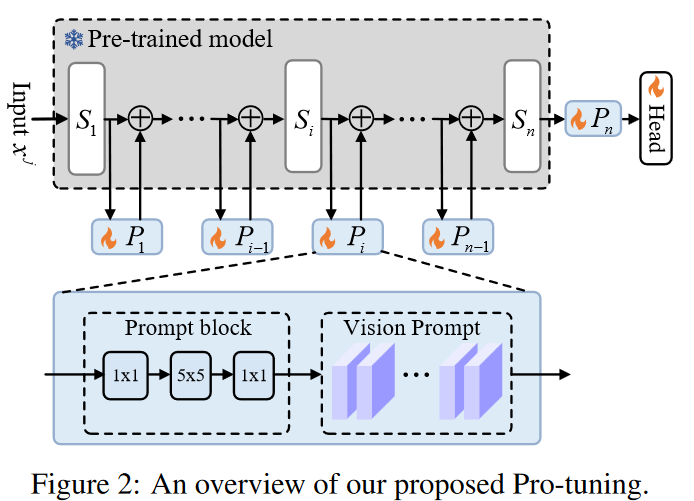 Pre-trained model
Input x^j
S_1
S_i
S_n
P_n
Head
P_1
P_{i-1}
P_i
P_{n-1}
Prompt block
Vision Prompt
1x1
5x5
1x1
Figure 2: An overview of our proposed Pro-tuning.